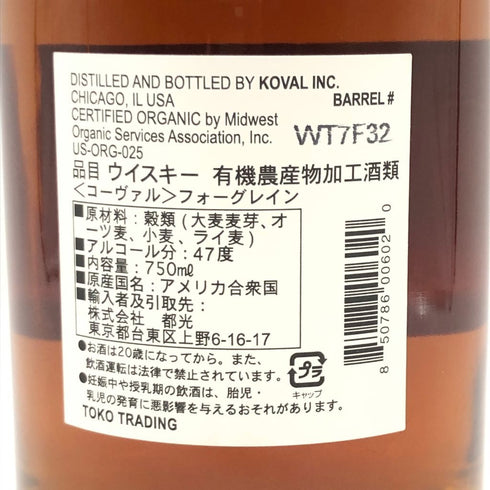 DISTILLED AND BOTTLED BY KOVAL INC.
CHICAGO, IL USA
BARREL #
CERTIFIED ORGANIC by Midwest
Organic Services Association, Inc.
VVT7F32
US-ORG-025
品目 ウイスキー 有機農産物加工酒類
<コーヴァル>フォーグレイン
■原材料：穀類 (大麦麦芽、オ
ーツ麦、小麦、ライ麦)
■アルコール分：47度
■内容量：750mℓ
■原産国名：アメリカ合衆国
■輸入者及引取先：
株式会社 都光
東京都台東区上野6-16-17
●お酒は20歳になってから。また、
飲酒運転は法律で禁止されています。
●妊娠中や授乳期の飲酒は、胎児・
乳児の発育に悪影響を与えるおそれがあります。
TOKO TRADING
プラ
キャップ
8 50786 00602 0